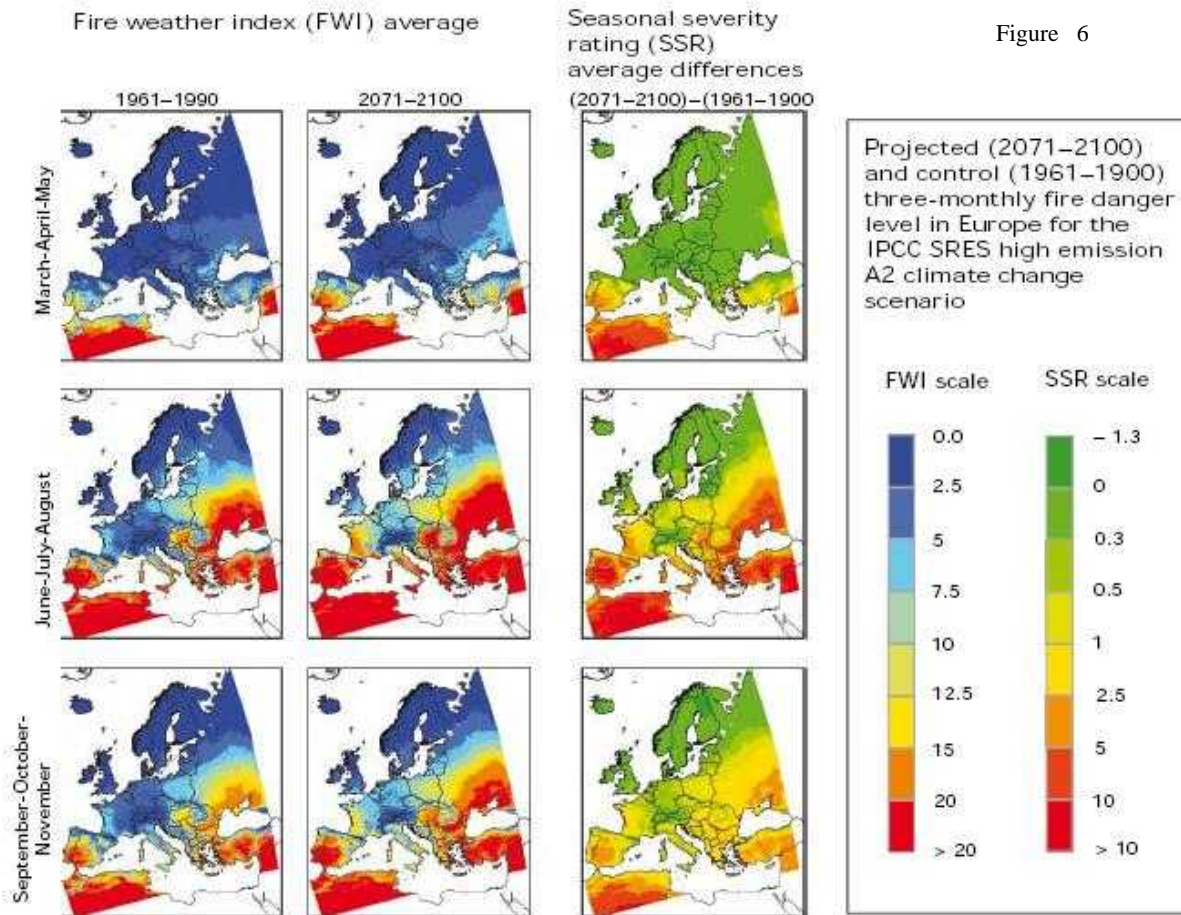 Fire weather index (FWI) average
Seasonal severity
rating (SSR)
average differences
Figure 6
1961–1990
2071–2100
(2071–2100)–(1961–1900
March-April-May
June-July-August
September-October-
November
Projected (2071–2100)
and control (1961–1900)
three-monthly fire danger
level in Europe for the
IPCC SRES high emission
A2 climate change
scenario
FWI scale
0.0
2.5
5
7.5
10
12.5
15
20
> 20
SSR scale
– 1.3
0
0.3
0.5
1
2.5
5
10
> 10